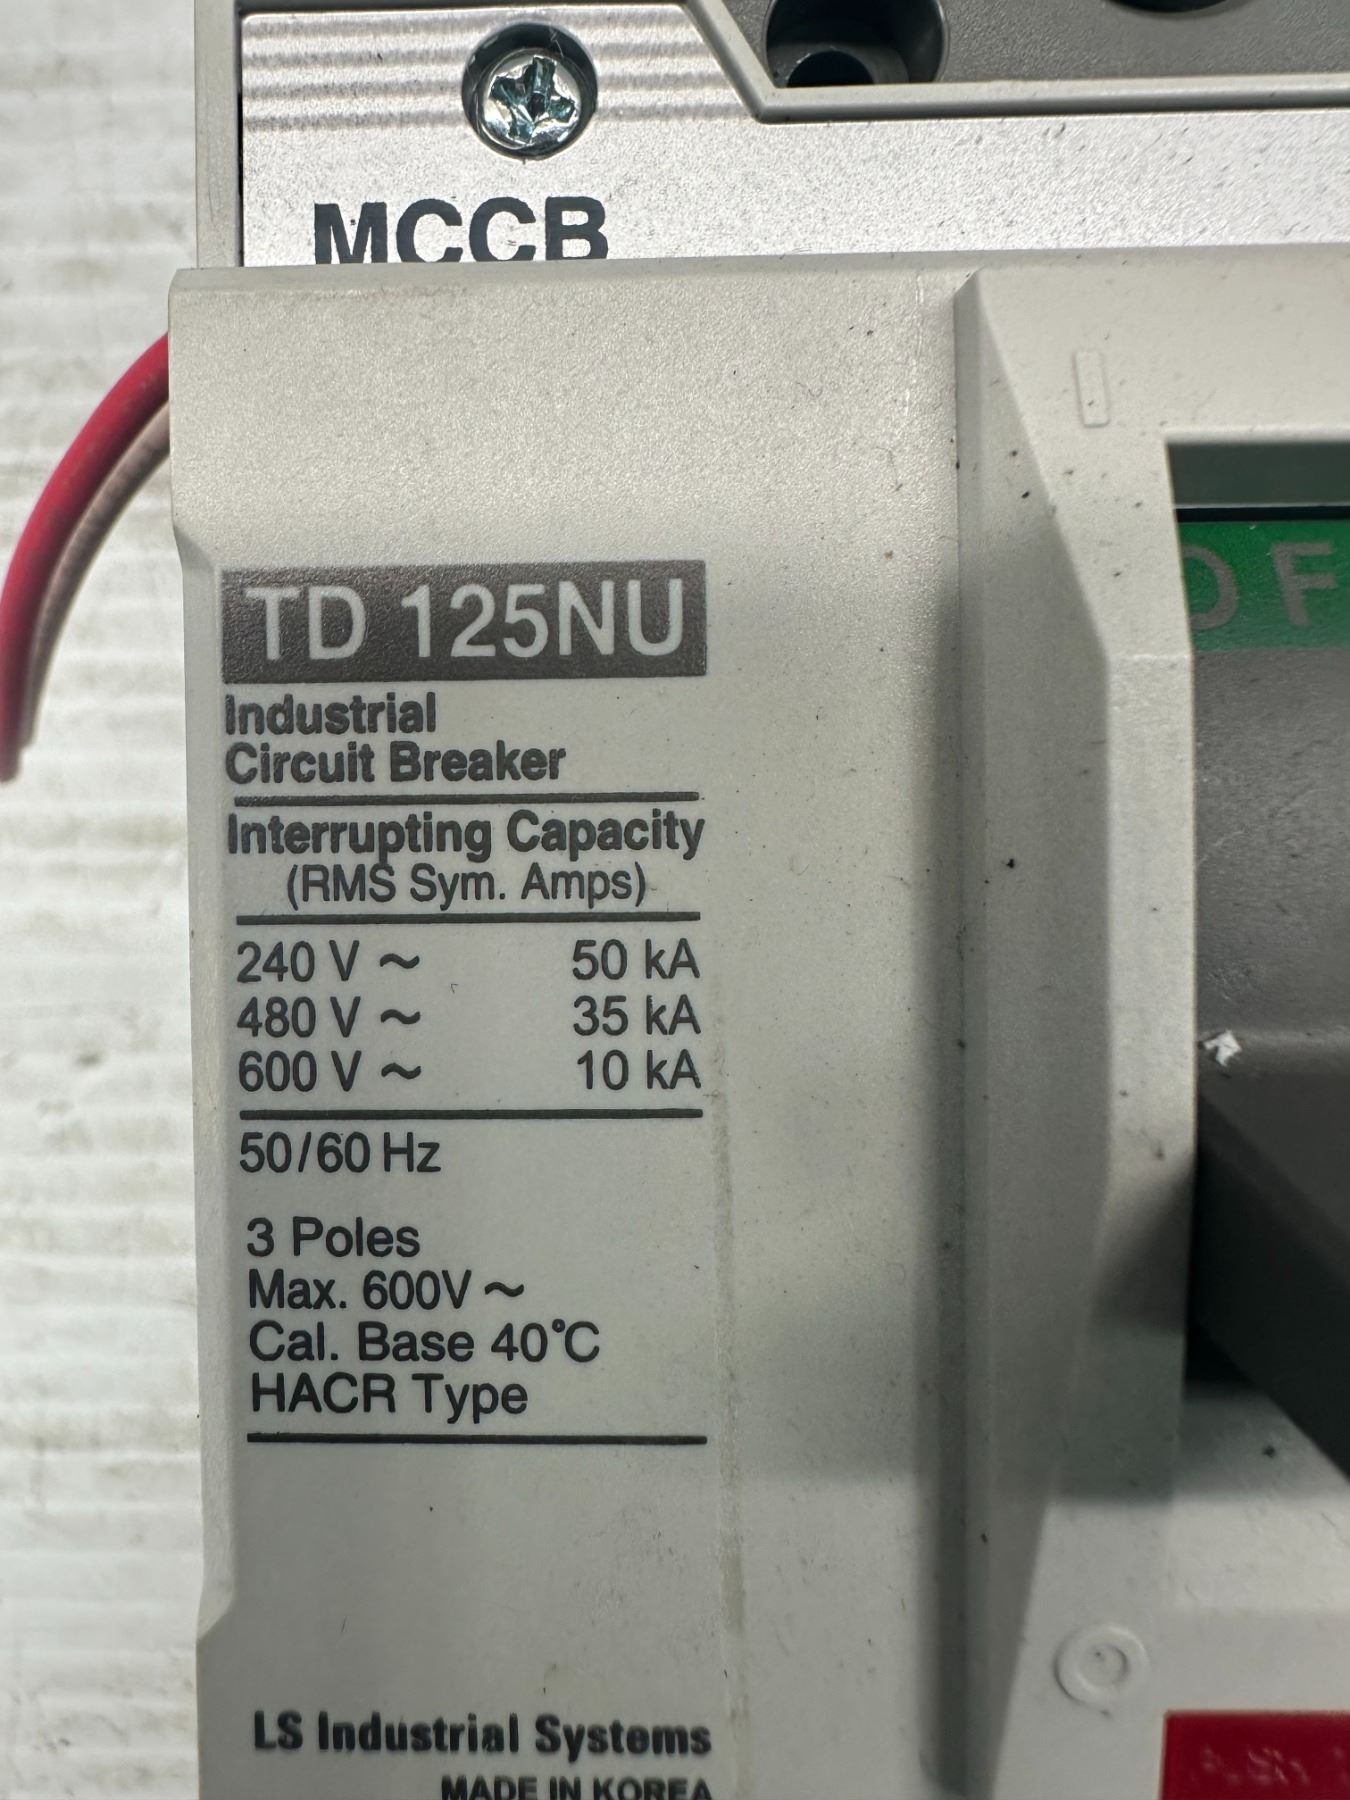 MCCB
OF
TD 125NU
Industrial
Circuit Breaker
Interrupting Capacity
(RMS Sym. Amps)
240 V ~ 50 kA
480 V ~ 35 kA
600 V ~ 10 kA
50/60 Hz
3 Poles
Max. 600V ~
Cal. Base 40°C
HACR Type
LS Industrial Systems
MADE IN KOREA
PUSH